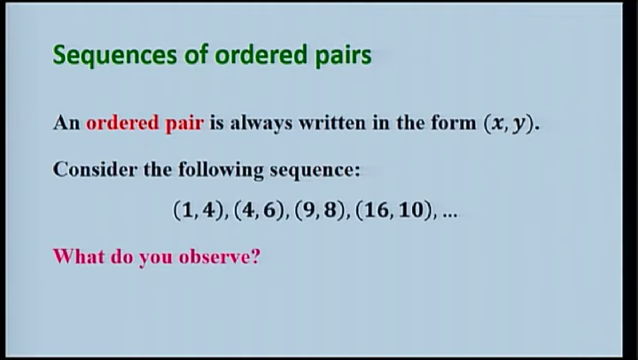 Sequences of ordered pairs
An ordered pair is always written in the form (x, y).
Consider the following sequence:
(1, 4), (4, 6), (9, 8), (16, 10), ...
What do you observe?